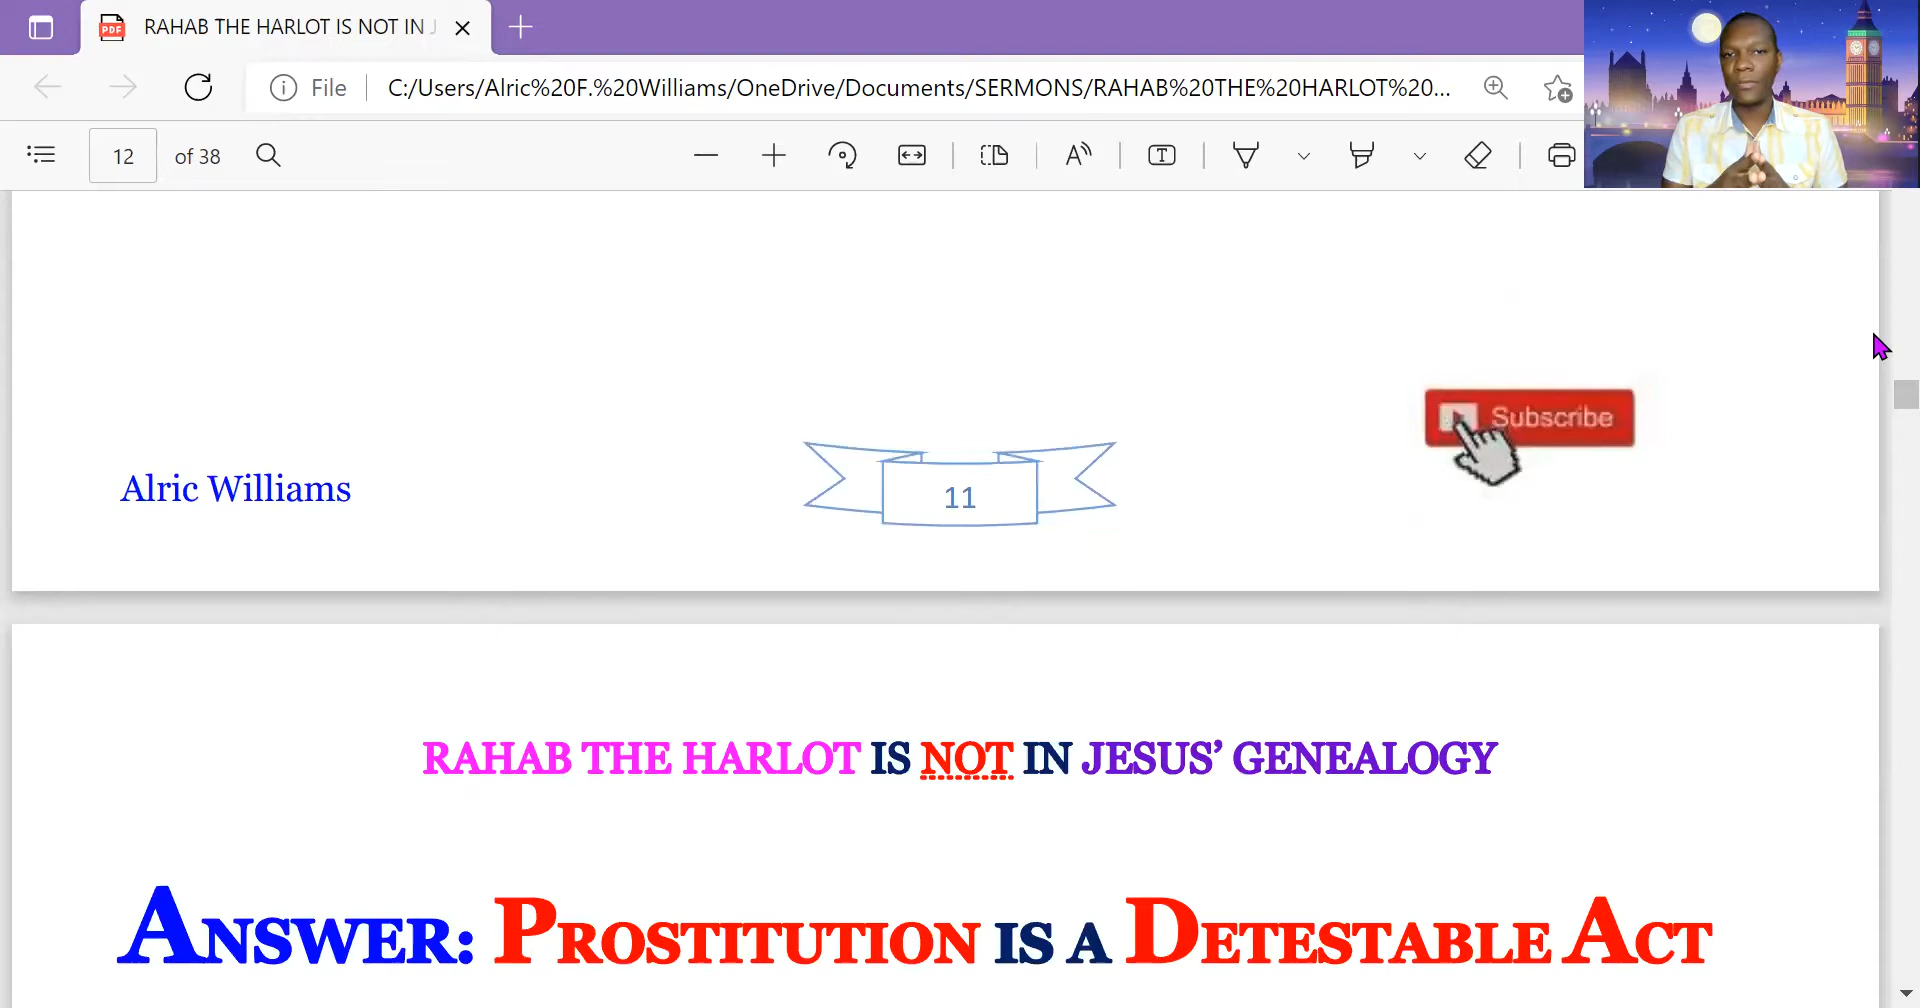 RAHAB THE HARLOT IS NOT IN J
File
C:/Users/Alric%20F.%20Williams/OneDrive/Documents/SERMONS/RAHAB%20THE%20HARLOT%20...
12 of 38
Subscribe
Alric Williams
11
RAHAB THE HARLOT IS NOT IN JESUS’ GENEALOGY
ANSWER: PROSTITUTION IS A DETESTABLE ACT